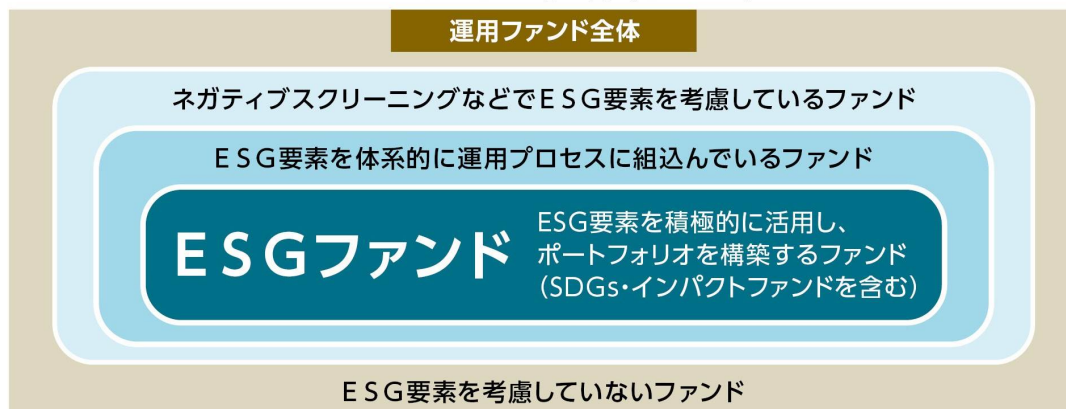 運用ファンド全体
ネガティブスクリーニングなどでESG要素を考慮しているファンド
ESG要素を体系的に運用プロセスに組込んでいるファンド
ESGファンド
ESG要素を積極的に活用し、
ポートフォリオを構築するファンド
(SDGs・インパクトファンドを含む)
ESG要素を考慮していないファンド